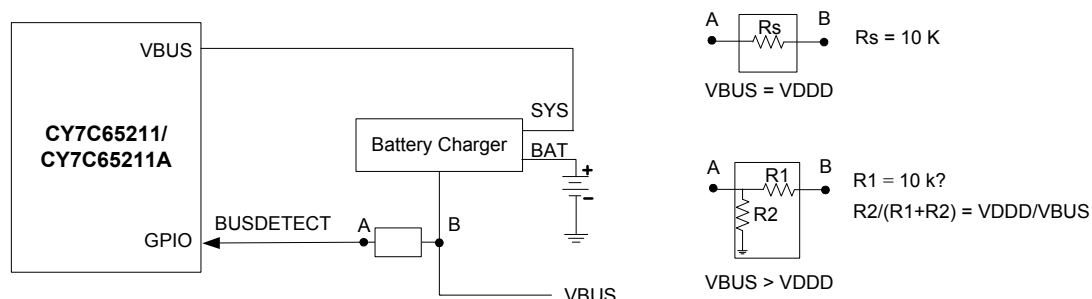 VBUS
CY7C65211/
CY7C65211A
SYS
Battery Charger
BAT
+
-
BUSDETECT
A
B
GPIO
VBUS
A
B
Rs
Rs = 10 K
VBUS = VDDD
A
B
R1
R2
R1 = 10 k?
R2/(R1+R2) = VDDD/VBUS
VBUS > VDDD